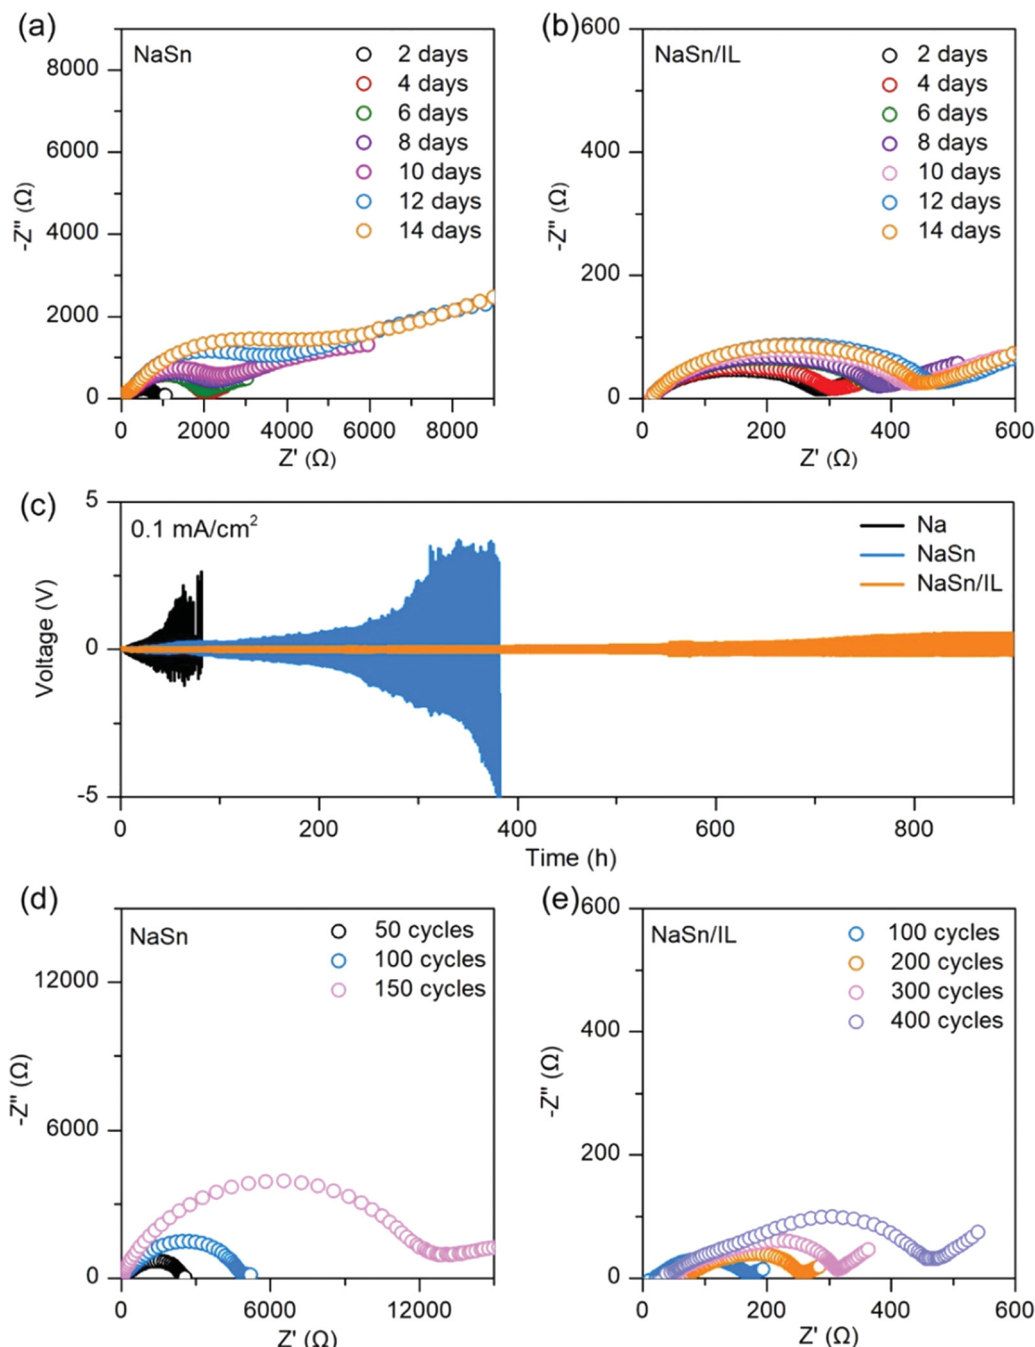 (a)
NaSn
2 days
4 days
6 days
8 days
10 days
12 days
14 days
8000
6000
4000
2000
0
-Z'' (Ω)
0 2000 4000 6000 8000
Z' (Ω)
(b)
NaSn/IL
2 days
4 days
6 days
8 days
10 days
12 days
14 days
600
400
200
0
-Z'' (Ω)
0 200 400 600
Z' (Ω)
(c)
0.1 mA/cm²
Na
NaSn
NaSn/IL
5
0
-5
Voltage (V)
0 200 400 600 800
Time (h)
(d)
NaSn
50 cycles
100 cycles
150 cycles
12000
6000
0
-Z'' (Ω)
0 6000 12000
Z' (Ω)
(e)
NaSn/IL
100 cycles
200 cycles
300 cycles
400 cycles
600
400
200
0
-Z'' (Ω)
0 200 400 600
Z' (Ω)